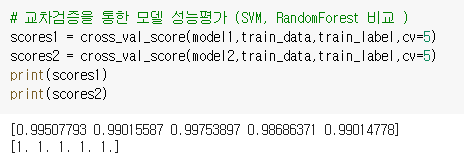 # 교차검증을 통한 모델 성능평가 (SVM, RandomForest 비교 )
scores1 = cross_val_score(model1,train_data,train_label,cv=5)
scores2 = cross_val_score(model2,train_data,train_label,cv=5)
print(scores1)
print(scores2)
[0.99507793 0.99015587 0.99753897 0.98686371 0.99014778]
[1. 1. 1. 1. 1.]